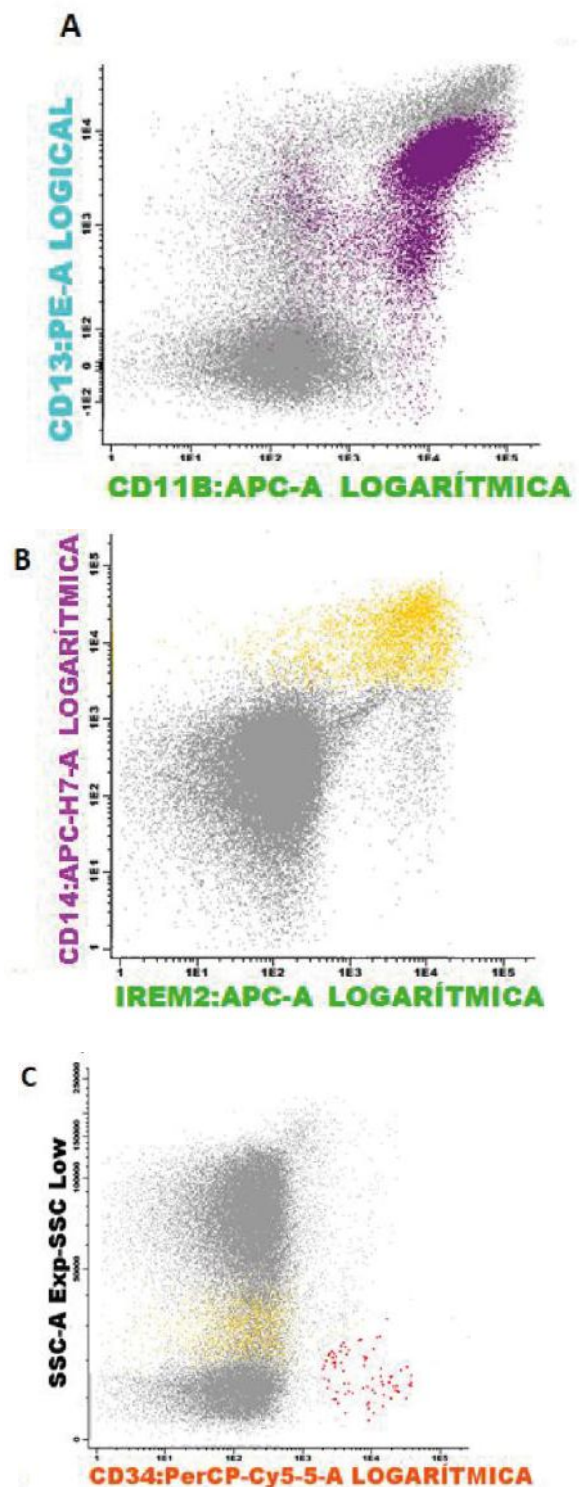 A
CD13:PE-A LOGICAL
1E4
1E3
1E2
0
-1E2
1
1E1
1E2
1E3
1E4
1E5
CD11B:APC-A LOGARÍTMICA
B
CD14:APC-H7-A LOGARÍTMICA
1E5
1E4
1E3
1E2
1E1
1
1
1E1
1E2
1E3
1E4
1E5
IREM2:APC-A LOGARÍTMICA
C
SSC-A Exp-SSC Low
250000
150000
100000
50000
0
1
1E1
1E2
1E3
1E4
1E5
CD34:PerCP-Cy5-5-A LOGARÍTMICA